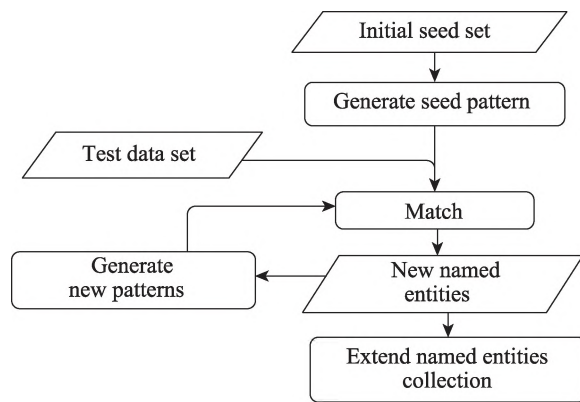 Initial seed set
Generate seed pattern
Test data set
Match
Generate
new patterns
New named
entities
Extend named entities
collection